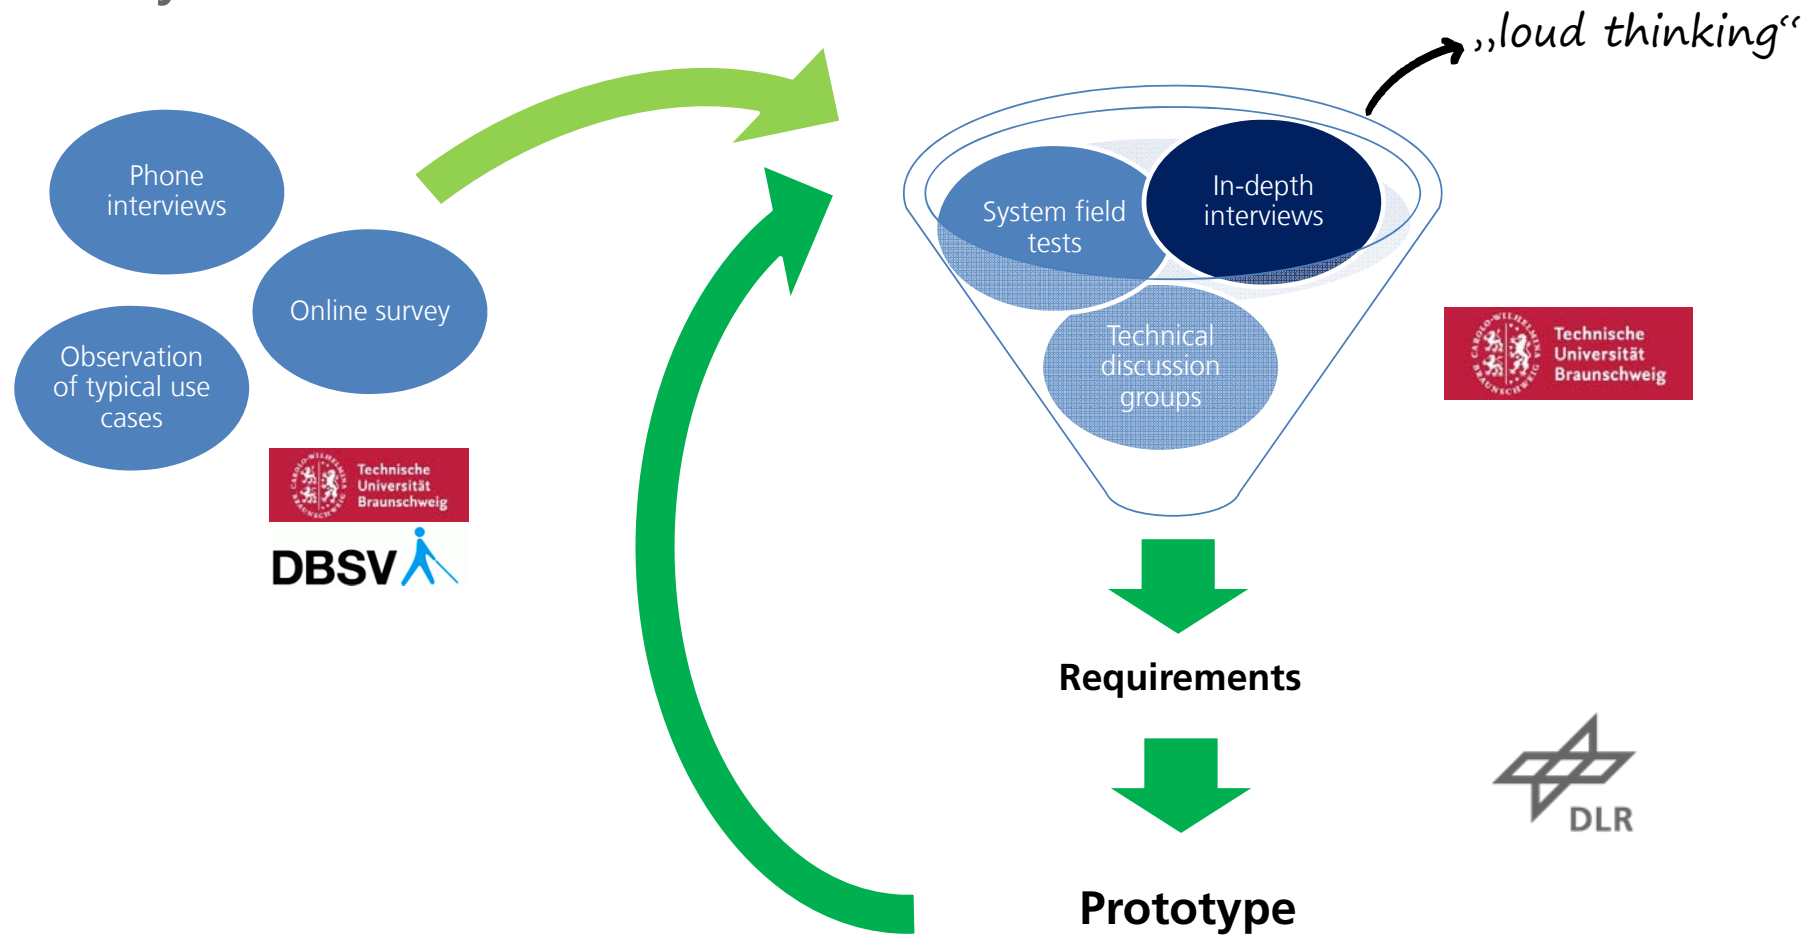 „loud thinking“
Phone
interviews
Online survey
Observation
of typical use
cases
Technische
Universität
Braunschweig
DBSV
System field
tests
In-depth
interviews
Technical
discussion
groups
Technische
Universität
Braunschweig
Requirements
DLR
Prototype